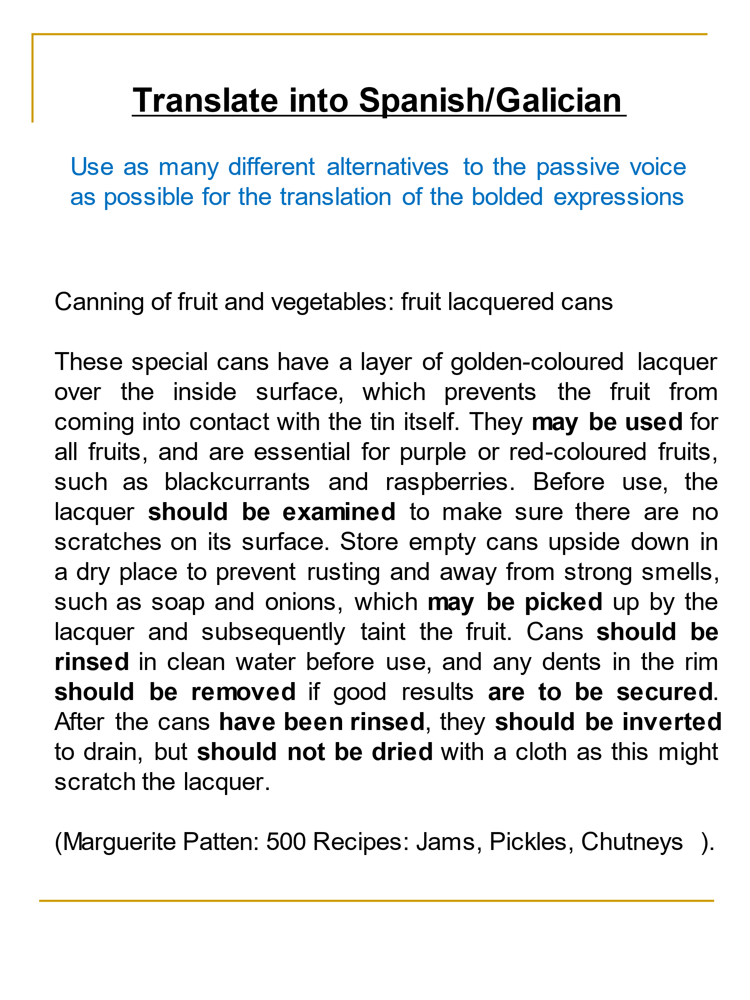 Translate into Spanish/Galician
Use as many different alternatives to the passive voice
as possible for the translation of the bolded expressions
Canning of fruit and vegetables: fruit lacquered cans
These special cans have a layer of golden-coloured lacquer
over the inside surface, which prevents the fruit from
coming into contact with the tin itself. They may be used for
all fruits, and are essential for purple or red-coloured fruits,
such as blackcurrants and raspberries. Before use, the
lacquer should be examined to make sure there are no
scratches on its surface. Store empty cans upside down in
a dry place to prevent rusting and away from strong smells,
such as soap and onions, which may be picked up by the
lacquer and subsequently taint the fruit. Cans should be
rinsed in clean water before use, and any dents in the rim
should be removed if good results are to be secured.
After the cans have been rinsed, they should be inverted
to drain, but should not be dried with a cloth as this might
scratch the lacquer.
(Marguerite Patten: 500 Recipes: Jams, Pickles, Chutneys ).